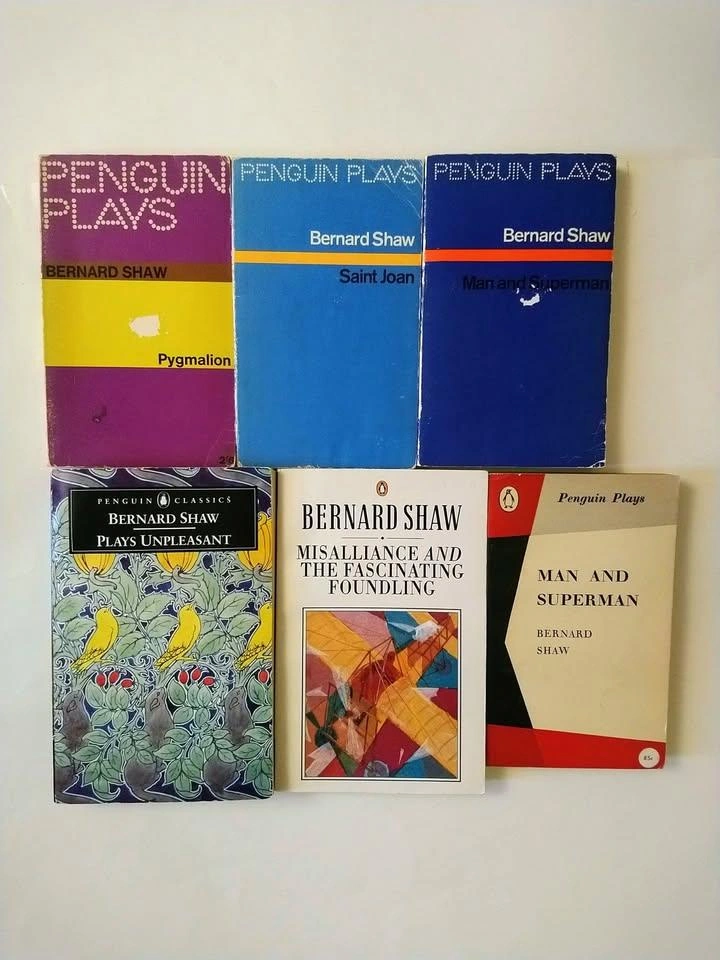 PENGUIN
PLAYS
BERNARD SHAW
Pygmalion
PENGUIN PLAYS
Bernard Shaw
Saint Joan
PENGUIN PLAYS
Bernard Shaw
Man and Superman
PENGUIN CLASSICS
BERNARD SHAW
PLAYS UNPLEASANT
BERNARD SHAW
MISALLIANCE AND
THE FASCINATING
FOUNDLING
Penguin Plays
MAN AND
SUPERMAN
BERNARD
SHAW
85c